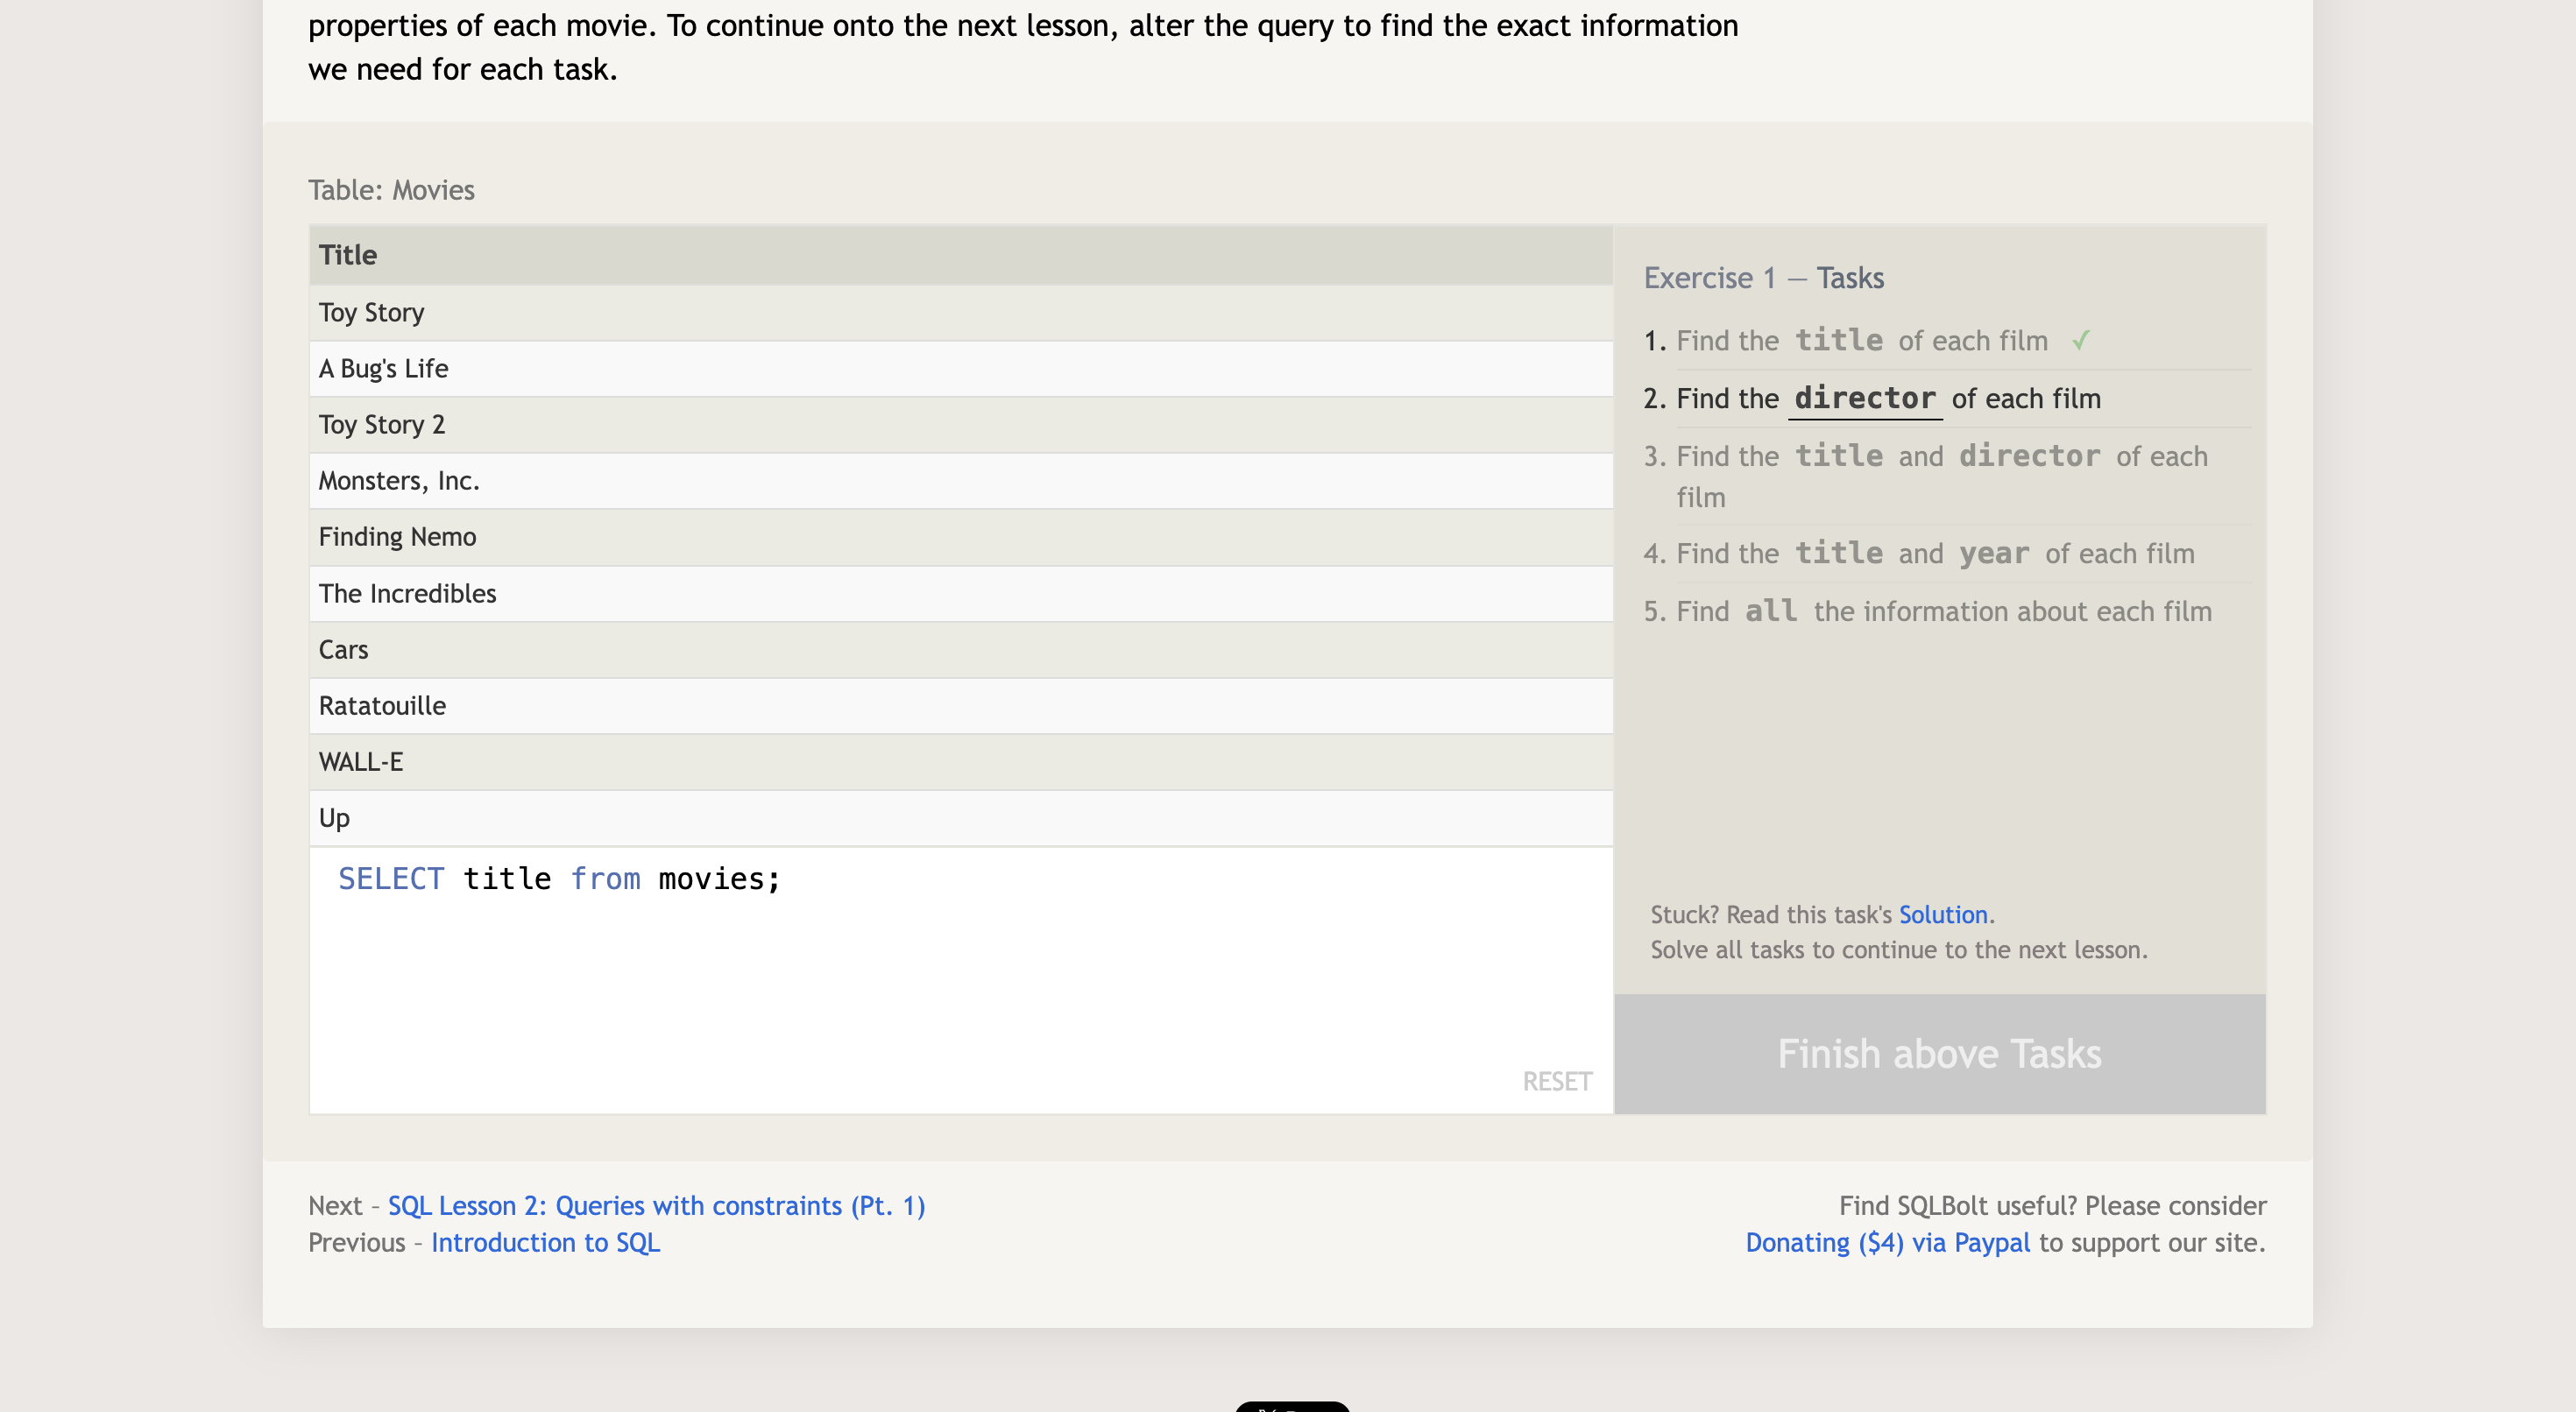 properties of each movie. To continue onto the next lesson, alter the query to find the exact information
we need for each task.
Table: Movies
Title
Toy Story
A Bug's Life
Toy Story 2
Monsters, Inc.
Finding Nemo
The Incredibles
Cars
Ratatouille
WALL-E
Up
SELECT title from movies;
RESET
Exercise 1 — Tasks
1. Find the title of each film ✓
2. Find the director of each film
3. Find the title and director of each
film
4. Find the title and year of each film
5. Find all the information about each film
Stuck? Read this task's Solution.
Solve all tasks to continue to the next lesson.
Finish above Tasks
Next – SQL Lesson 2: Queries with constraints (Pt. 1)
Previous – Introduction to SQL
Find SQLBolt useful? Please consider
Donating ($4) via Paypal to support our site.